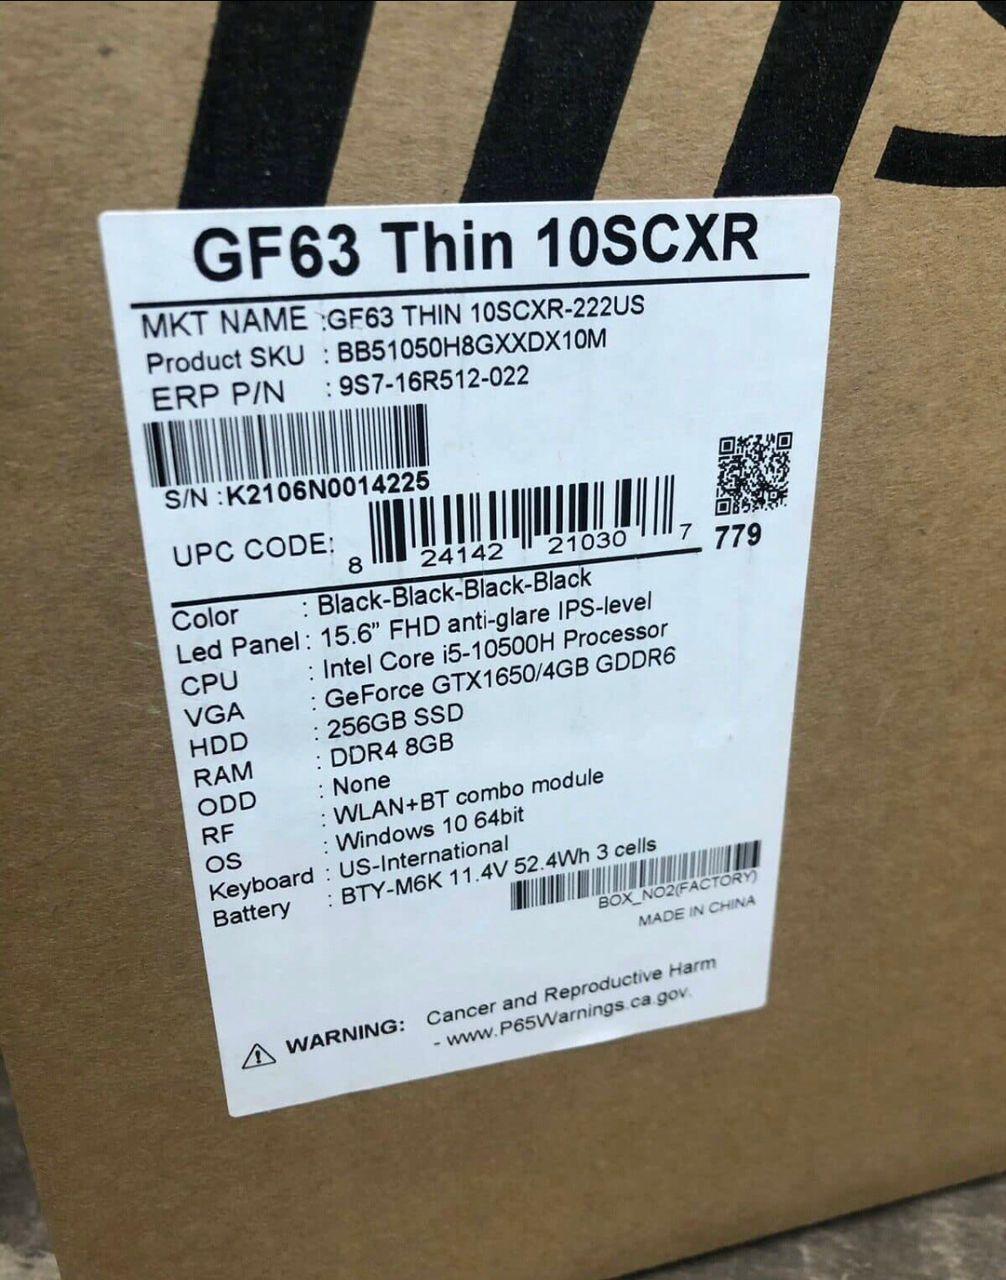 GF63 Thin 10SCXR
MKT NAME :GF63 THIN 10SCXR-222US
Product SKU : BB51050H8GXXDX10M
ERP P/N : 9S7-16R512-022
S/N :K2106N0014225
UPC CODE: 8 24142 21030 7
779
Color : Black-Black-Black-Black
Led Panel : 15.6" FHD anti-glare IPS-level
CPU : Intel Core i5-10500H Processor
VGA : GeForce GTX1650/4GB GDDR6
HDD : 256GB SSD
RAM : DDR4 8GB
ODD : None
RF : WLAN+BT combo module
OS : Windows 10 64bit
Keyboard : US-International
Battery : BTY-M6K 11.4V 52.4Wh 3 cells
BOX_NO2(FACTORY)
MADE IN CHINA
WARNING: Cancer and Reproductive Harm
- www.P65Warnings.ca.gov.